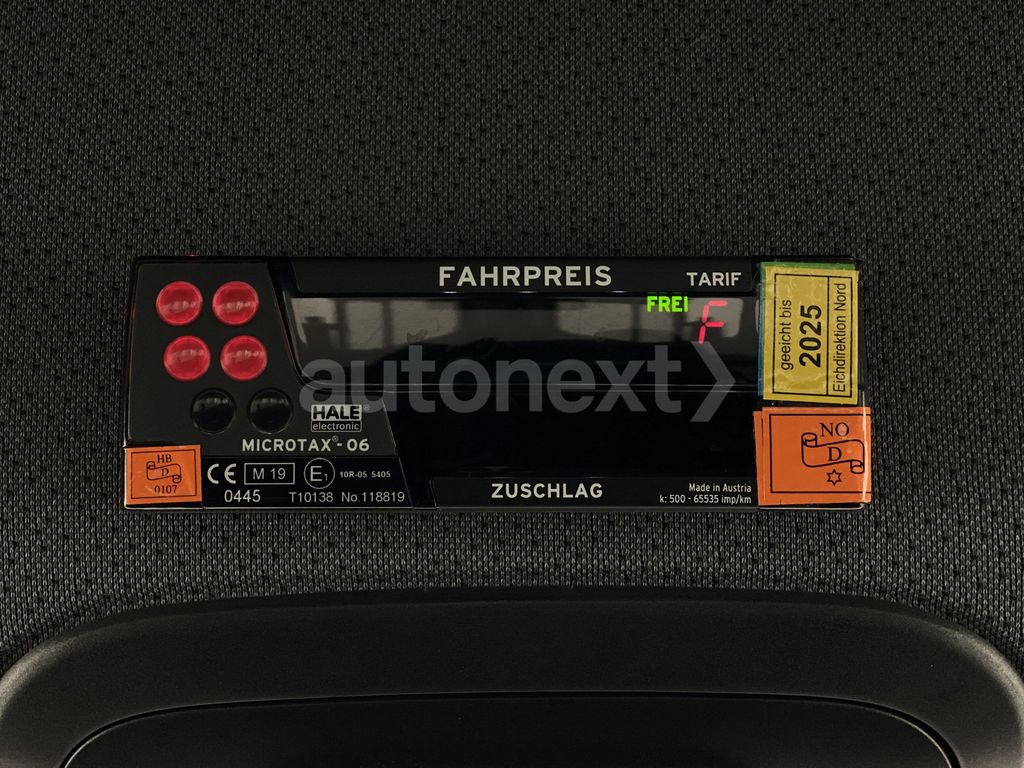 FAHRPREIS
TARIF
FREI
F
geeicht bis
2025
Eichdirektion Nord
autonext
HALE®
electronic
MICROTAX® - 06
HB
D
0107
CE M 19 E1 10R-05 5405
0445 T10138 No.118819
ZUSCHLAG
Made in Austria
k: 500 - 65535 imp/km
NO
D